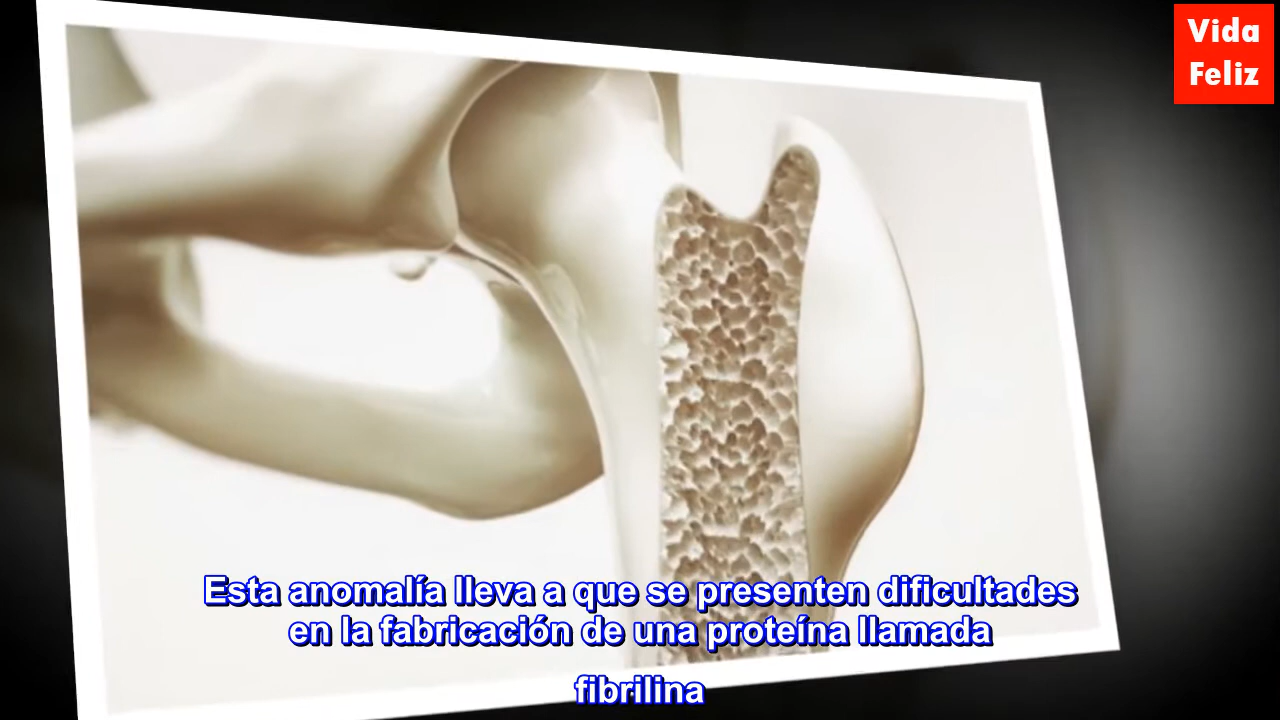 Vida
Feliz
Esta anomalía lleva a que se presenten dificultades
en la fabricación de una proteína llamada
fibrilina